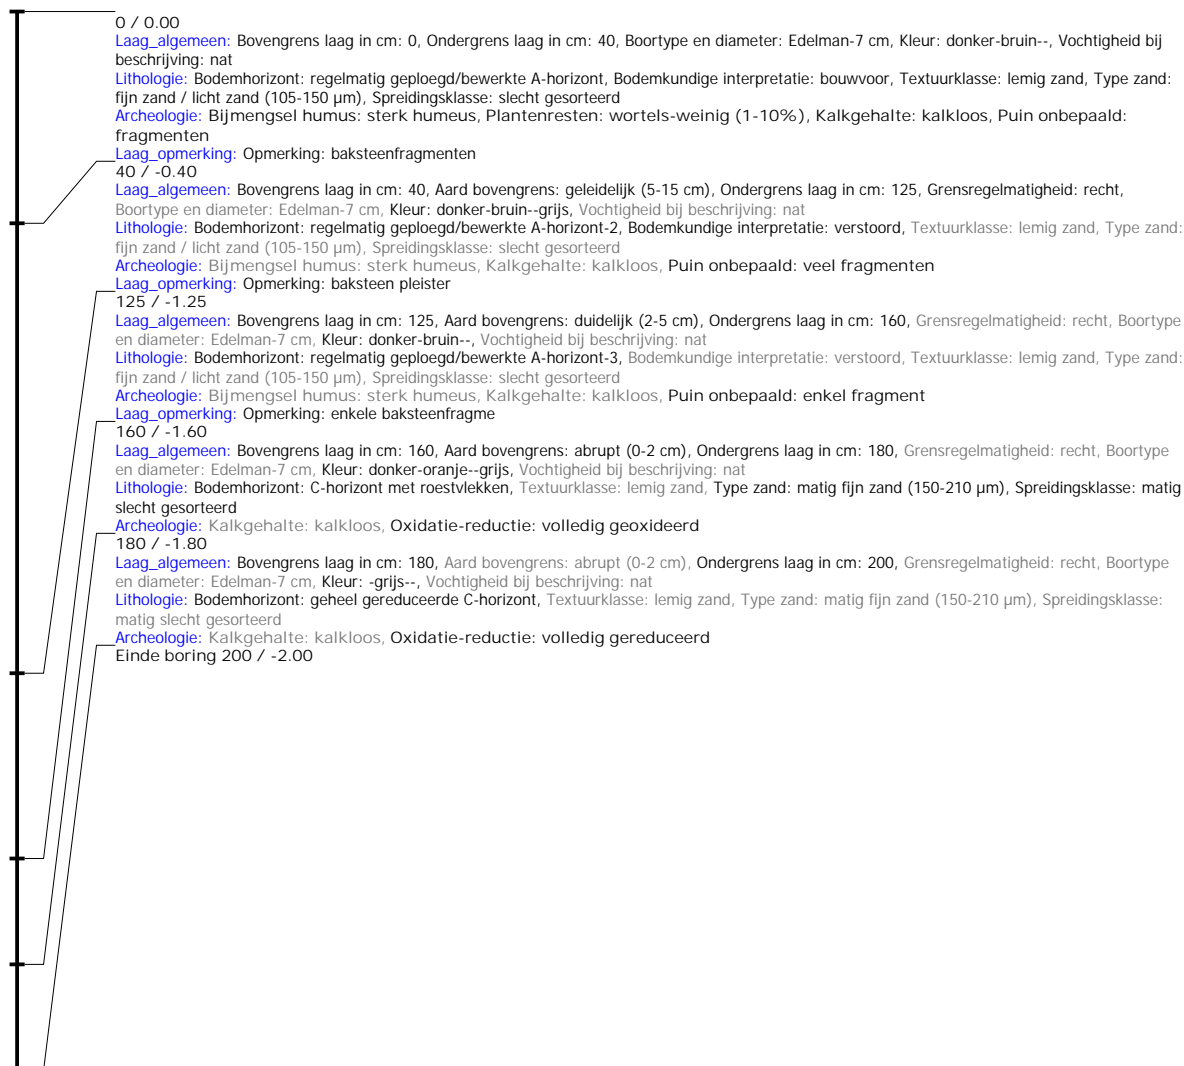 0 / 0.00
Laag_algemeen: Bovengrens laag in cm: 0, Ondergrens laag in cm: 40, Boortype en diameter: Edelman-7 cm, Kleur: donker-bruin--, Vochtigheid bij
beschrijving: nat
Lithologie: Bodemhorizont: regelmatig geploegd/bewerkte A-horizont, Bodemkundige interpretatie: bouwvoor, Textuurklasse: lemig zand, Type zand:
fijn zand / licht zand (105-150 µm), Spreidingsklasse: slecht gesorteerd
Archeologie: Bijmengsel humus: sterk humeus, Plantenresten: wortels-weinig (1-10%), Kalkgehalte: kalkloos, Puin onbepaald:
fragmenten
Laag_opmerking: Opmerking: baksteenfragmenten
40 / -0.40
Laag_algemeen: Bovengrens laag in cm: 40, Aard bovengrens: geleidelijk (5-15 cm), Ondergrens laag in cm: 125, Grensregelmatigheid: recht,
Boortype en diameter: Edelman-7 cm, Kleur: donker-bruin--grijs, Vochtigheid bij beschrijving: nat
Lithologie: Bodemhorizont: regelmatig geploegd/bewerkte A-horizont-2, Bodemkundige interpretatie: verstoord, Textuurklasse: lemig zand, Type zand:
fijn zand / licht zand (105-150 µm), Spreidingsklasse: slecht gesorteerd
Archeologie: Bijmengsel humus: sterk humeus, Kalkgehalte: kalkloos, Puin onbepaald: veel fragmenten
Laag_opmerking: Opmerking: baksteen pleister
125 / -1.25
Laag_algemeen: Bovengrens laag in cm: 125, Aard bovengrens: duidelijk (2-5 cm), Ondergrens laag in cm: 160, Grensregelmatigheid: recht, Boortype
en diameter: Edelman-7 cm, Kleur: donker-bruin--, Vochtigheid bij beschrijving: nat
Lithologie: Bodemhorizont: regelmatig geploegd/bewerkte A-horizont-3, Bodemkundige interpretatie: verstoord, Textuurklasse: lemig zand, Type zand:
fijn zand / licht zand (105-150 µm), Spreidingsklasse: slecht gesorteerd
Archeologie: Bijmengsel humus: sterk humeus, Kalkgehalte: kalkloos, Puin onbepaald: enkel fragment
Laag_opmerking: Opmerking: enkele baksteenfragme
160 / -1.60
Laag_algemeen: Bovengrens laag in cm: 160, Aard bovengrens: abrupt (0-2 cm), Ondergrens laag in cm: 180, Grensregelmatigheid: recht, Boortype
en diameter: Edelman-7 cm, Kleur: donker-oranje--grijs, Vochtigheid bij beschrijving: nat
Lithologie: Bodemhorizont: C-horizont met roestvlekken, Textuurklasse: lemig zand, Type zand: matig fijn zand (150-210 µm), Spreidingsklasse: matig
slecht gesorteerd
Archeologie: Kalkgehalte: kalkloos, Oxidatie-reductie: volledig geoxideerd
180 / -1.80
Laag_algemeen: Bovengrens laag in cm: 180, Aard bovengrens: abrupt (0-2 cm), Ondergrens laag in cm: 200, Grensregelmatigheid: recht, Boortype
en diameter: Edelman-7 cm, Kleur: -grijs--, Vochtigheid bij beschrijving: nat
Lithologie: Bodemhorizont: geheel gereduceerde C-horizont, Textuurklasse: lemig zand, Type zand: matig fijn zand (150-210 µm), Spreidingsklasse:
matig slecht gesorteerd
Archeologie: Kalkgehalte: kalkloos, Oxidatie-reductie: volledig gereduceerd
Einde boring 200 / -2.00